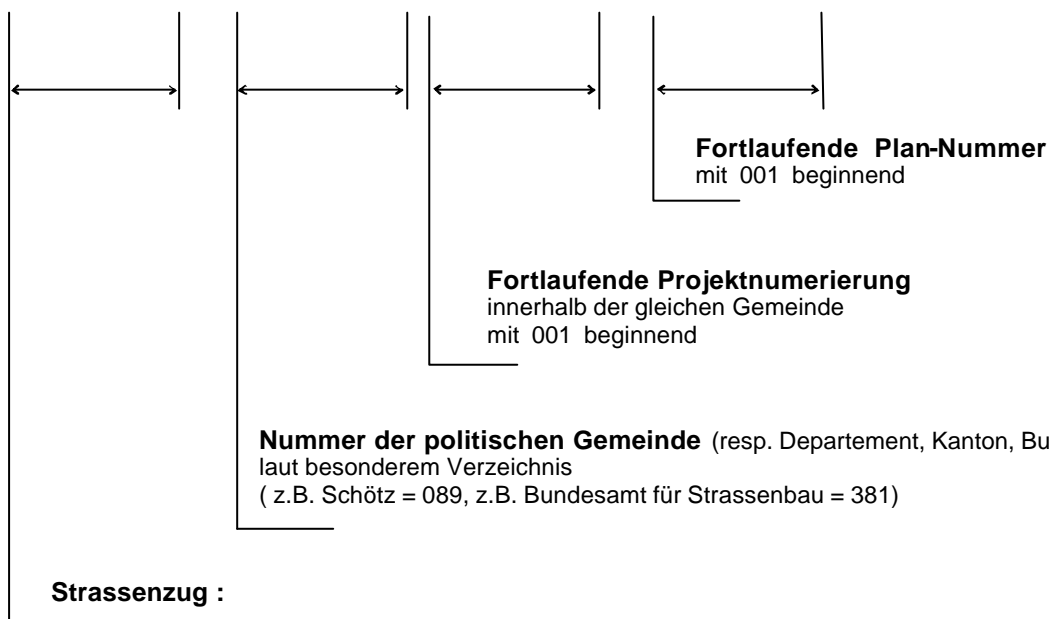 Fortlaufende Plan-Nummer
mit 001 beginnend
Fortlaufende Projektnumerierung
innerhalb der gleichen Gemeinde
mit 001 beginnend
Nummer der politischen Gemeinde (resp. Departement, Kanton, Bu
laut besonderem Verzeichnis
( z.B. Schötz = 089, z.B. Bundesamt für Strassenbau = 381)
Strassenzug :